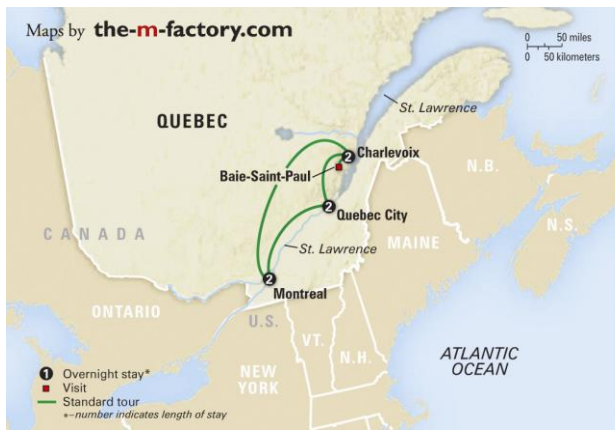 Maps by the-m-factory.com
0 50 miles
0 50 kilometers
St. Lawrence
QUEBEC
2
Charlevoix
Baie-Saint-Paul
N.B.
2
Quebec City
N.S.
CANADA
MAINE
St. Lawrence
2
Montreal
ONTARIO
U.S.
VT.
N.H.
ATLANTIC
OCEAN
NEW
YORK
1 Overnight stay*
Visit
Standard tour
*–number indicates length of stay